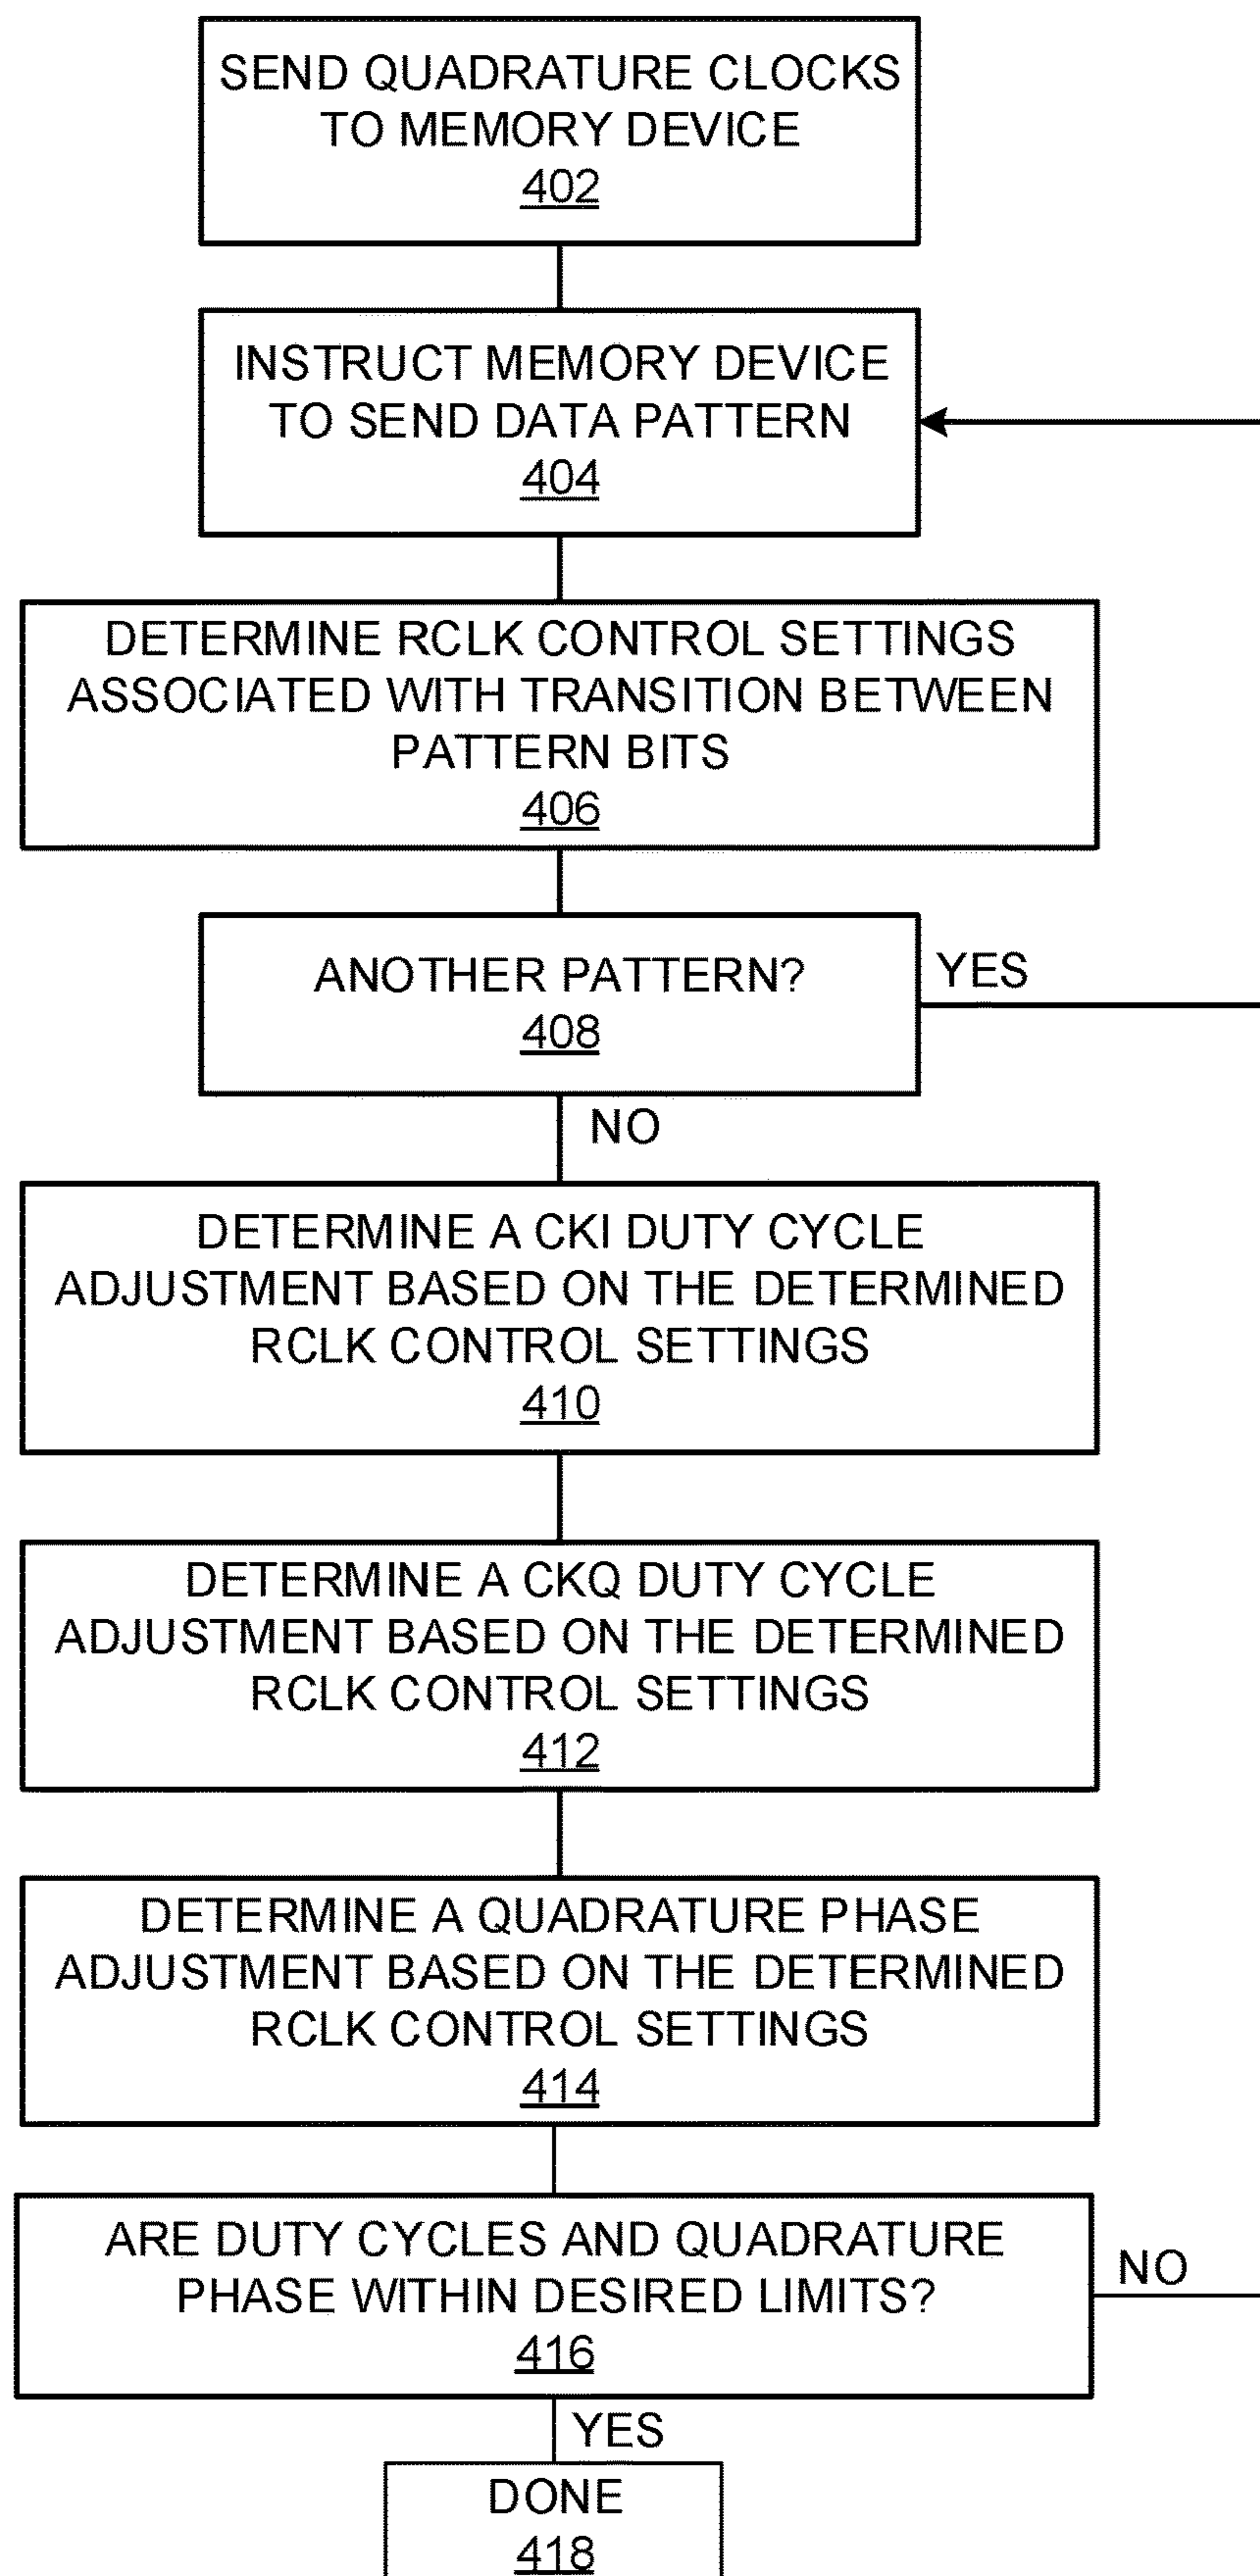 SEND QUADRATURE CLOCKS
TO MEMORY DEVICE
402
INSTRUCT MEMORY DEVICE
TO SEND DATA PATTERN
404
DETERMINE RCLK CONTROL SETTINGS
ASSOCIATED WITH TRANSITION BETWEEN
PATTERN BITS
406
ANOTHER PATTERN?
408
YES
NO
DETERMINE A CKI DUTY CYCLE
ADJUSTMENT BASED ON THE DETERMINED
RCLK CONTROL SETTINGS
410
DETERMINE A CKQ DUTY CYCLE
ADJUSTMENT BASED ON THE DETERMINED
RCLK CONTROL SETTINGS
412
DETERMINE A QUADRATURE PHASE
ADJUSTMENT BASED ON THE DETERMINED
RCLK CONTROL SETTINGS
414
ARE DUTY CYCLES AND QUADRATURE
PHASE WITHIN DESIRED LIMITS?
416
NO
YES
DONE
418